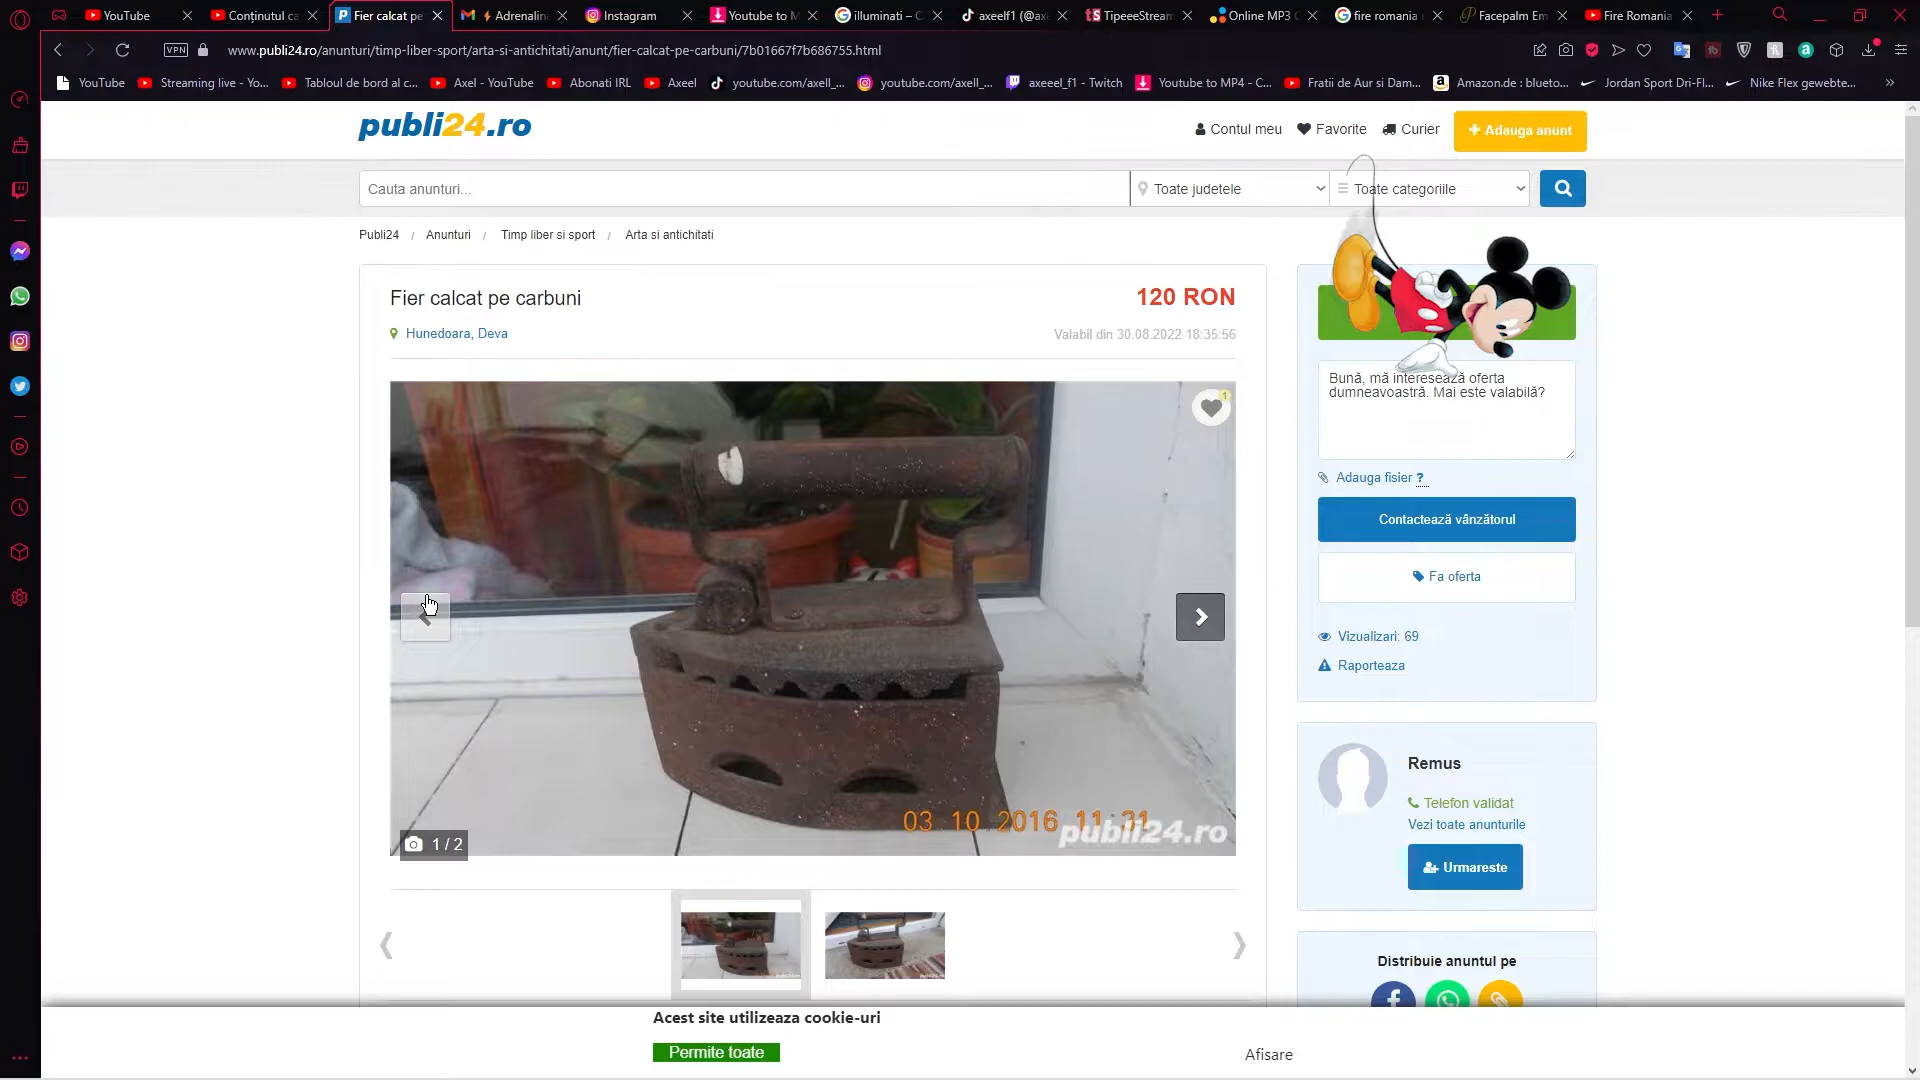 YouTube
Conținutul ca
Fier calcat pe
Adrenalin
Instagram
Youtube to M
illuminati – C
axeelf1 (@ax
TipeeeStream
Online MP3 C
fire romania
Facepalm Em
Fire Romania
VPN
www.publi24.ro/anunturi/timp-liber-sport/arta-si-antichitati/anunt/fier-calcat-pe-carbuni/7b01667f7b686755.html
YouTube
Streaming live - Yo...
Tabloul de bord al c...
Axel - YouTube
Abonati IRL
Axeel
youtube.com/axell_...
youtube.com/axell_...
axeeel_f1 - Twitch
Youtube to MP4 - C...
Fratii de Aur si Dam...
Amazon.de : blueto...
Jordan Sport Dri-Fl...
Nike Flex gewebte...
»
publi24.ro
Contul meu
Favorite
Curier
+ Adauga anunt
Cauta anunturi...
Toate judetele
Toate categoriile
Publi24 / Anunturi / Timp liber si sport / Arta si antichitati
Fier calcat pe carbuni
120 RON
Hunedoara, Deva
Valabil din 30.08.2022 18:35:56
1
03 10 2016 11:31
publi24.ro
1 / 2
Bună, mă interesează oferta
dumneavoastră. Mai este valabilă?
Adauga fisier ?
Contactează vânzătorul
Fa oferta
Vizualizari: 69
Raporteaza
Remus
Telefon validat
Vezi toate anunturile
Urmareste
Distribuie anuntul pe
Acest site utilizeaza cookie-uri
Permite toate
Afisare